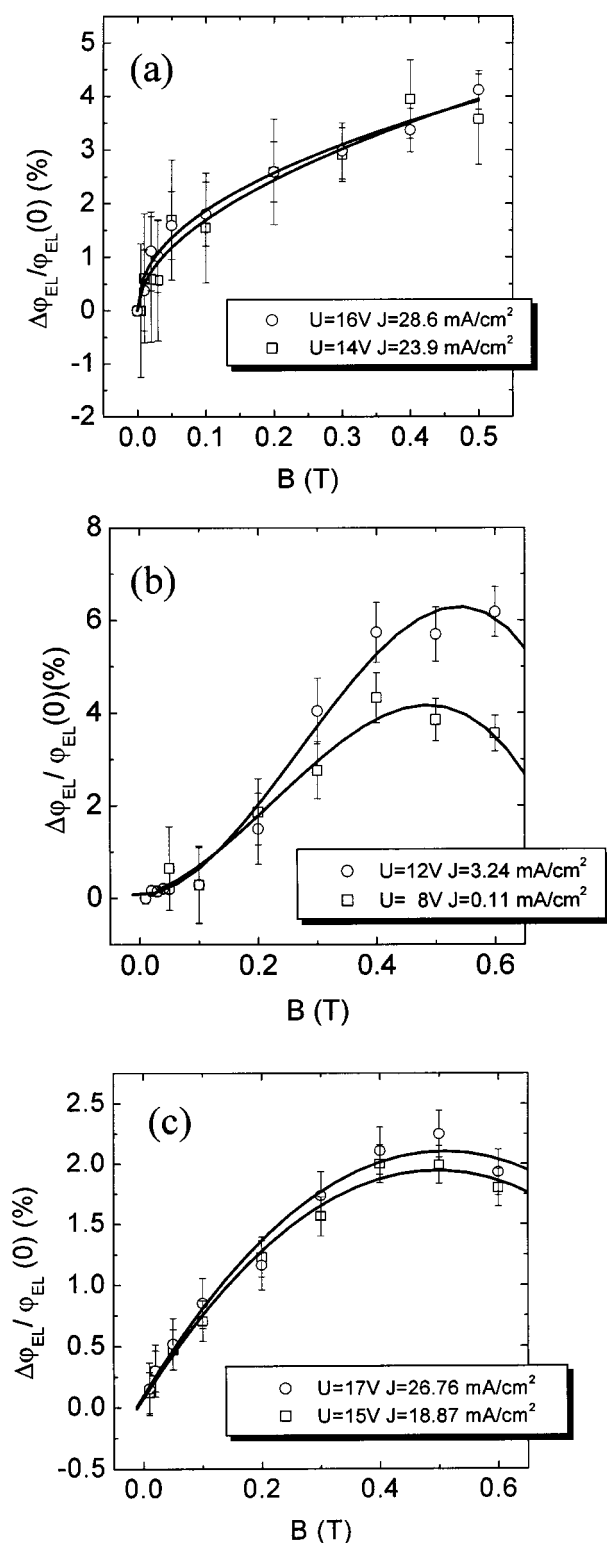 (a)
5
4
3
2
1
0
-1
-2
Δφ_EL/φ_EL(0) (%)
U=16V J=28.6 mA/cm²
U=14V J=23.9 mA/cm²
0.0 0.1 0.2 0.3 0.4 0.5
B (T)
(b)
8
6
4
2
0
Δφ_EL/ φ_EL(0)(%)
U=12V J=3.24 mA/cm²
U= 8V J=0.11 mA/cm²
0.0 0.2 0.4 0.6
B (T)
(c)
2.5
2.0
1.5
1.0
0.5
0.0
-0.5
Δφ_EL/ φ_EL (0) (%)
U=17V J=26.76 mA/cm²
U=15V J=18.87 mA/cm²
0.0 0.2 0.4 0.6
B (T)